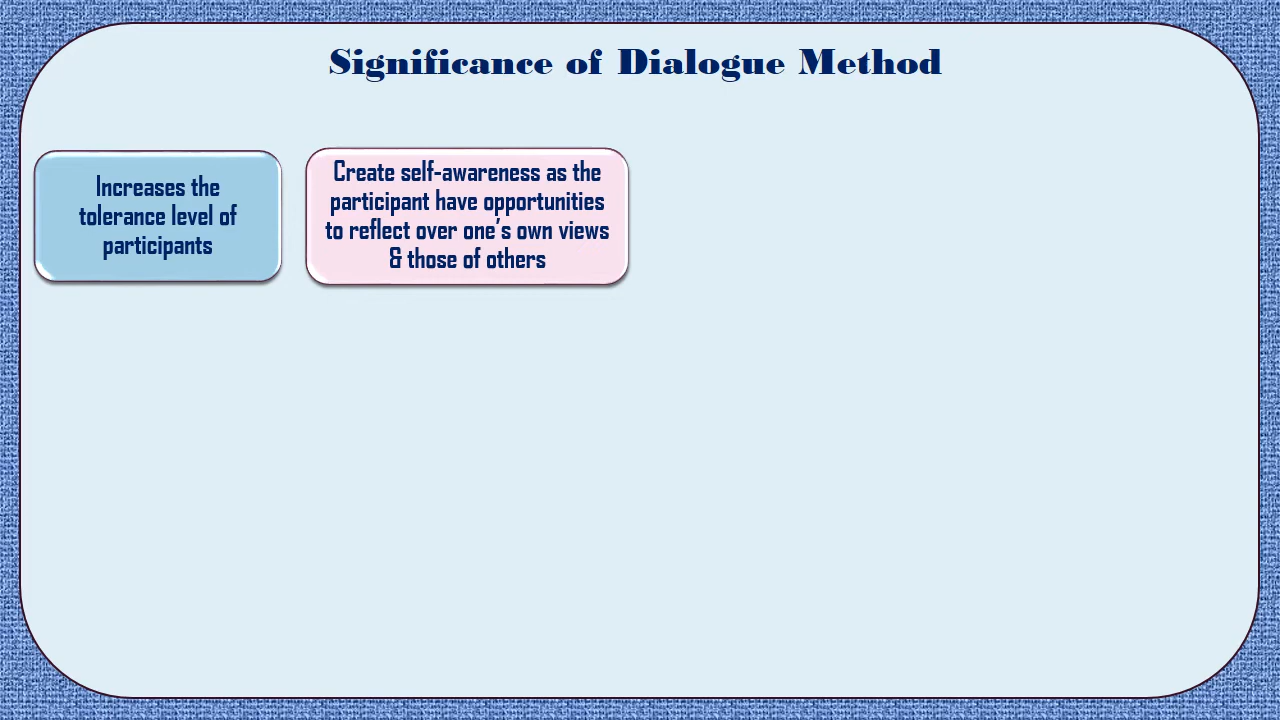 Significance of Dialogue Method
Increases the
tolerance level of
participants
Create self-awareness as the
participant have opportunities
to reflect over one's own views
& those of others